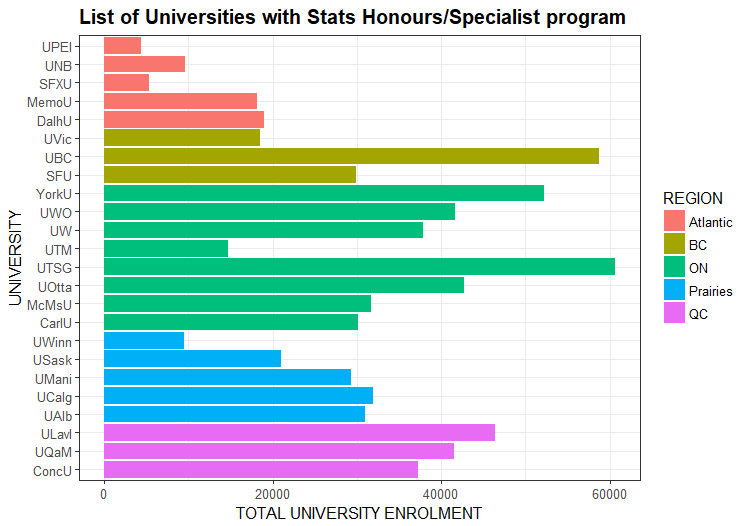 List of Universities with Stats Honours/Specialist program
UPEI
UNB
SFXU
MemoU
DalhU
UVic
UBC
SFU
YorkU
UWO
UW
UTM
UTSG
UOtta
McMsU
CarlU
UWinn
USask
UMani
UCalg
UAlb
ULavl
UQaM
ConcU
UNIVERSITY
0 20000 40000 60000
TOTAL UNIVERSITY ENROLMENT
REGION
Atlantic
BC
ON
Prairies
QC